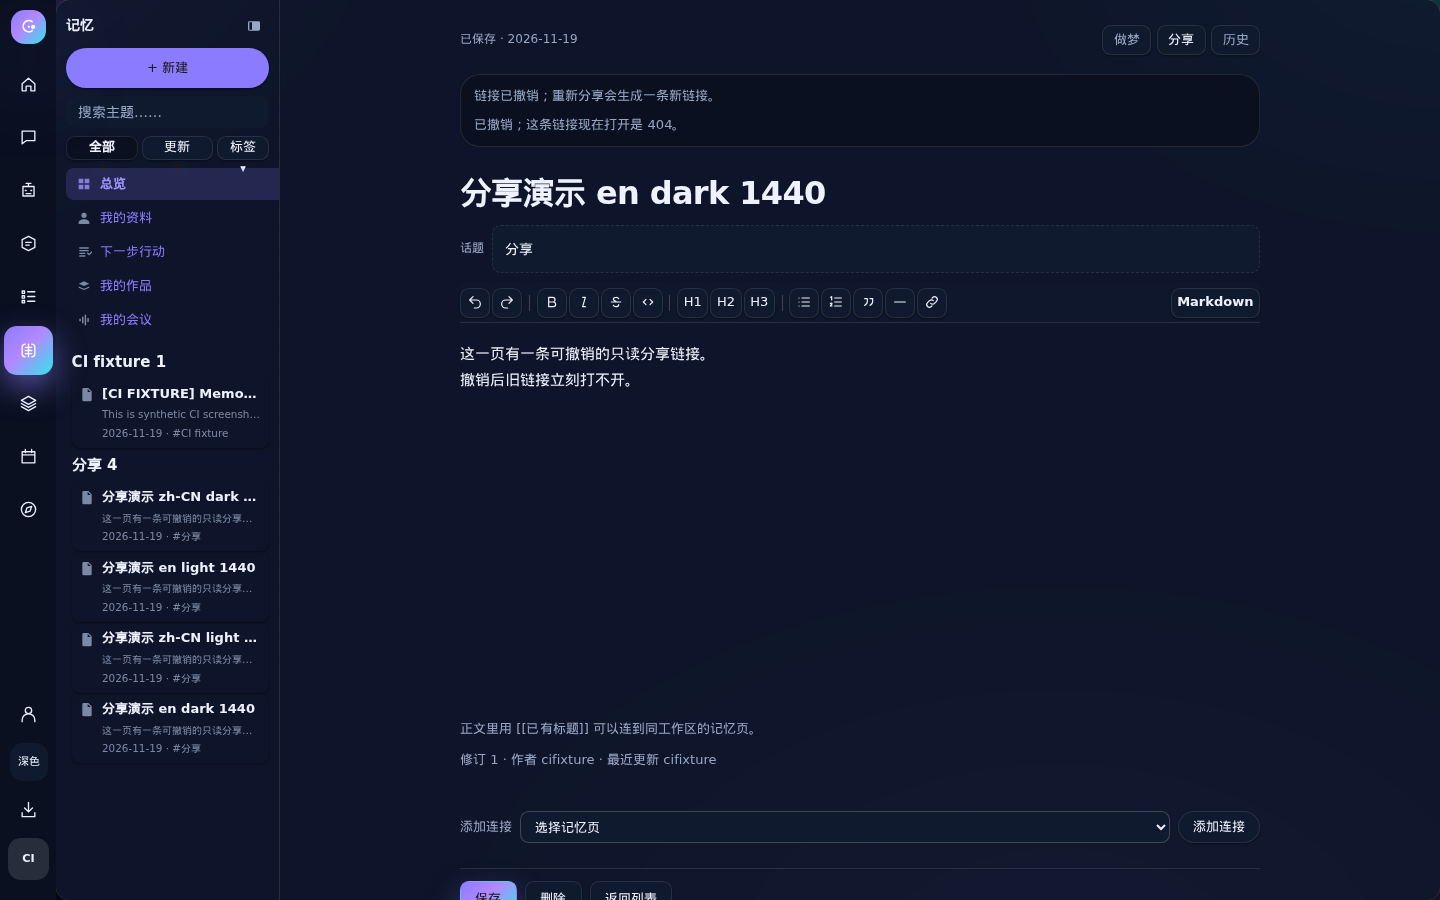 记忆
+ 新建
搜索主题......
全部
更新
标签
总览
我的资料
下一步行动
我的作品
我的会议
CI fixture 1
[CI FIXTURE] Memo...
This is synthetic CI screensh...
2026-11-19 · #CI fixture
分享 4
分享演示 zh-CN dark ...
这一页有一条可撤销的只读分享...
2026-11-19 · #分享
分享演示 en light 1440
这一页有一条可撤销的只读分享...
2026-11-19 · #分享
分享演示 zh-CN light ...
这一页有一条可撤销的只读分享...
2026-11-19 · #分享
分享演示 en dark 1440
这一页有一条可撤销的只读分享...
2026-11-19 · #分享
深色
CI
已保存 · 2026-11-19
做梦
分享
历史
链接已撤销；重新分享会生成一条新链接。
已撤销；这条链接现在打开是 404。
分享演示 en dark 1440
话题
分享
H1
H2
H3
Markdown
这一页有一条可撤销的只读分享链接。
撤销后旧链接立刻打不开。
正文里用 [[已有标题]] 可以连到同工作区的记忆页。
修订 1 · 作者 cifixture · 最近更新 cifixture
添加连接
选择记忆页
添加连接
保存
删除
返回列表